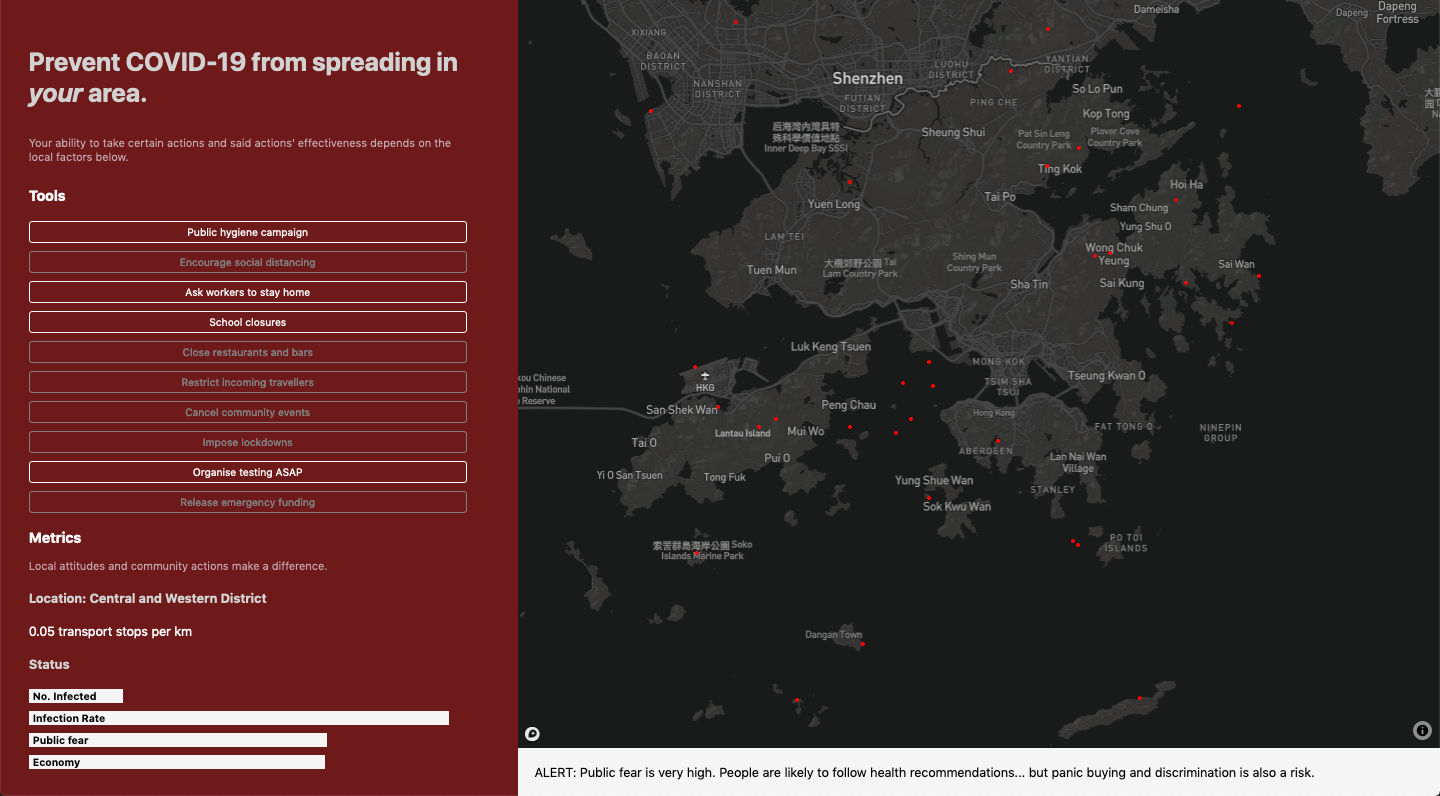 Prevent COVID-19 from spreading in
your area.
Your ability to take certain actions and said actions' effectiveness depends on the
local factors below.
Tools
Public hygiene campaign
Encourage social distancing
Ask workers to stay home
School closures
Close restaurants and bars
Restrict incoming travellers
Cancel community events
Impose lockdowns
Organise testing ASAP
Release emergency funding
Metrics
Local attitudes and community actions make a difference.
Location: Central and Western District
0.05 transport stops per km
Status
No. Infected
Infection Rate
Public fear
Economy
Dameisha
Dapeng
Dapeng
Fortress
XIXIANG
BAOAN
DISTRICT
NANSHAN
DISTRICT
Shenzhen
LUOHU
DISTRICT
YANTIAN
DISTRICT
FUTIAN
DISTRICT
PING CHE
So Lo Pun
Kop Tong
后海灣內灣具特
殊科學價值地點
Inner Deep Bay SSSI
Sheung Shui
Pat Sin Leng
Country Park
Plover Cove
Country Park
Ting Kok
Yuen Long
Tai Po
Hoi Ha
Sham Chung
Yung Shu O
LAM TEI
Wong Chuk
Yeung
Tuen Mun
大欖郊野公園 Tai
Lam Country Park
Shing Mun
Country Park
Sai Wan
Sha Tin
Sai Kung
Luk Keng Tsuen
MONG KOK
TSIM SHA
TSUI
Tseung Kwan O
HKG
kou Chinese
phin National
e Reserve
San Shek Wan
Peng Chau
Hong Kong
Lantau Island
Mui Wo
FAT TONG O
NINEPIN
GROUP
Tai O
ABERDEEN
Pui O
Lan Nai Wan
Village
Yi O San Tsuen
Tong Fuk
Yung Shue Wan
STANLEY
Sok Kwu Wan
索罟群島海岸公園 Soko
Islands Marine Park
PO TOI
ISLANDS
Dangan Town
ALERT: Public fear is very high. People are likely to follow health recommendations... but panic buying and discrimination is also a risk.